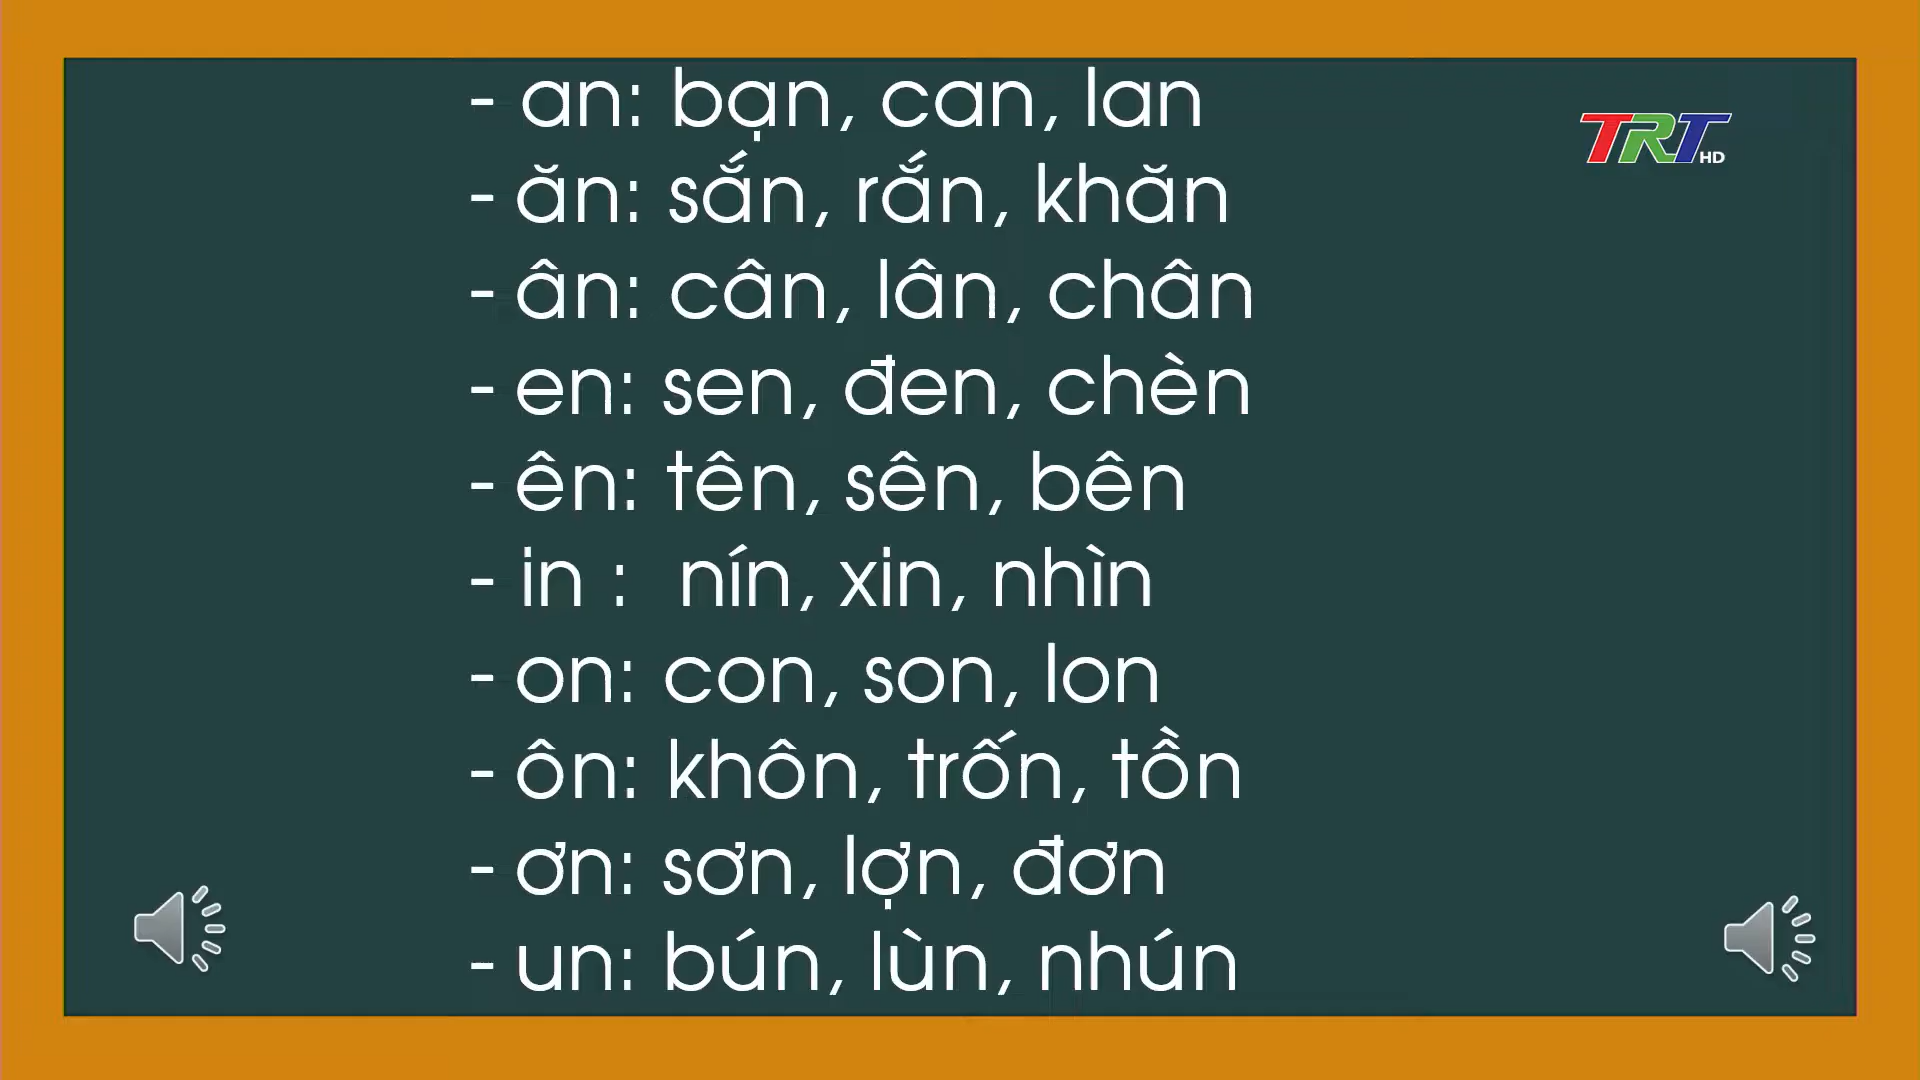 - an: bạn, can, lan
TRT HD
- ăn: sắn, rắn, khăn
- ân: cân, lân, chân
- en: sen, đen, chèn
- ên: tên, sên, bên
- in :  nín, xin, nhìn
- on: con, son, lon
- ôn: khôn, trốn, tồn
- ơn: sơn, lợn, đơn
- un: bún, lùn, nhún